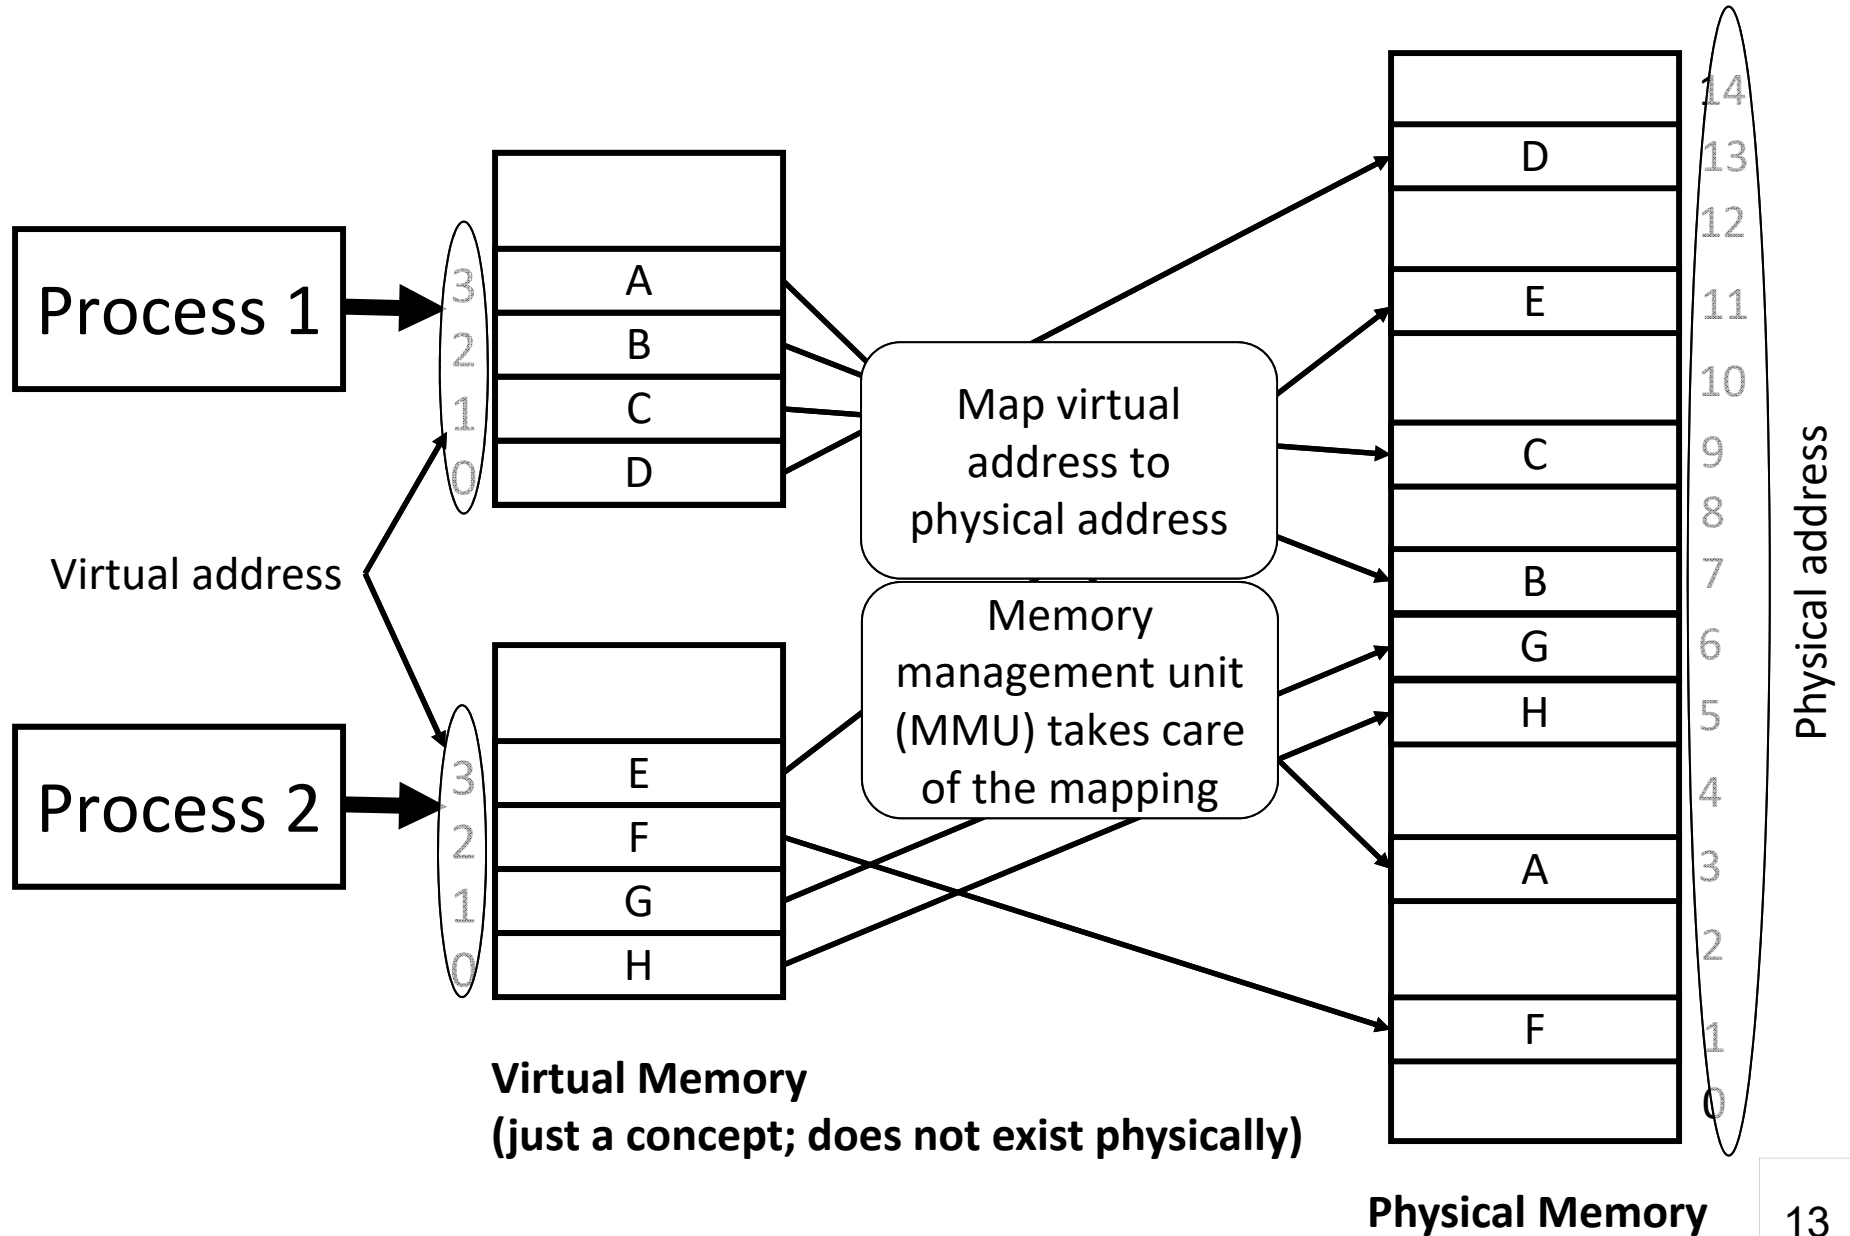 Process 1
3
2
1
0
A
B
C
D
Virtual address
Process 2
3
2
1
0
E
F
G
H
Map virtual
address to
physical address
Memory
management unit
(MMU) takes care
of the mapping
D
E
C
B
G
H
A
F
14
13
12
11
10
9
8
7
6
5
4
3
2
1
0
Physical address
Virtual Memory
(just a concept; does not exist physically)
Physical Memory
13